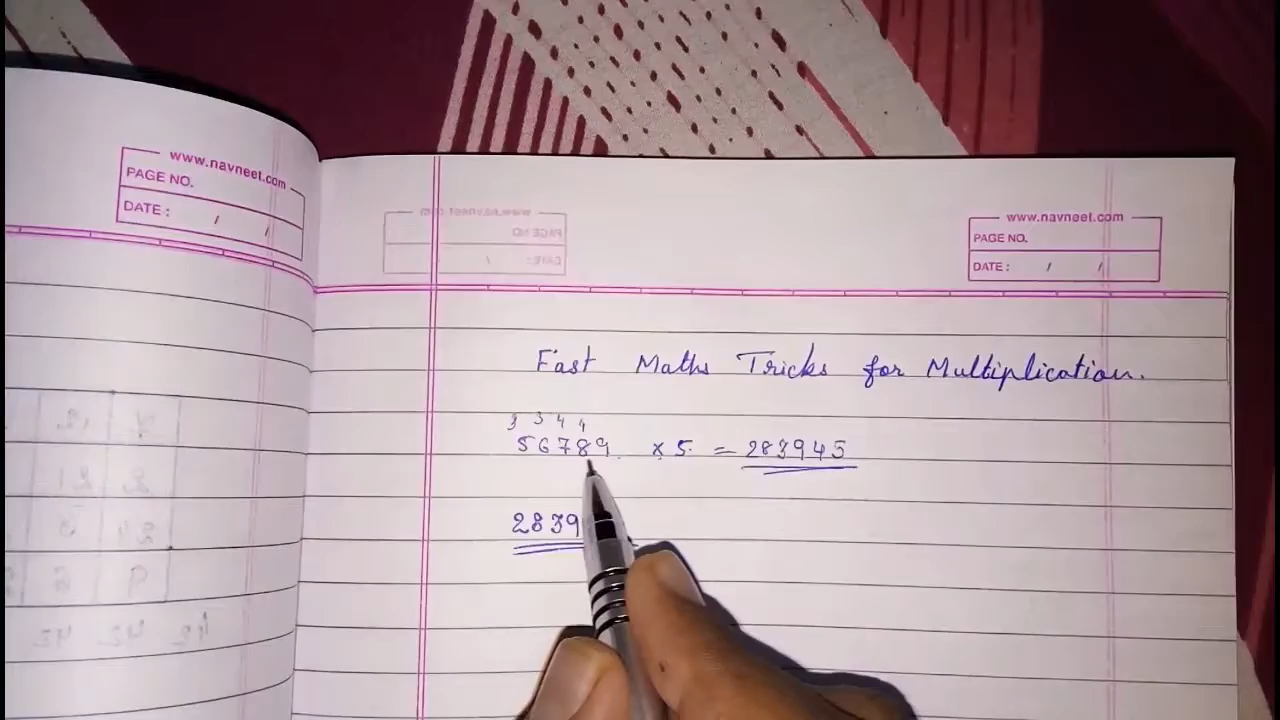 www.navneet.com
PAGE NO.
DATE : / /
www.navneet.com
PAGE NO.
DATE : / /
Fast Maths Tricks for Multiplication.
3 3 4 4
56789 x 5 = 283945
2839